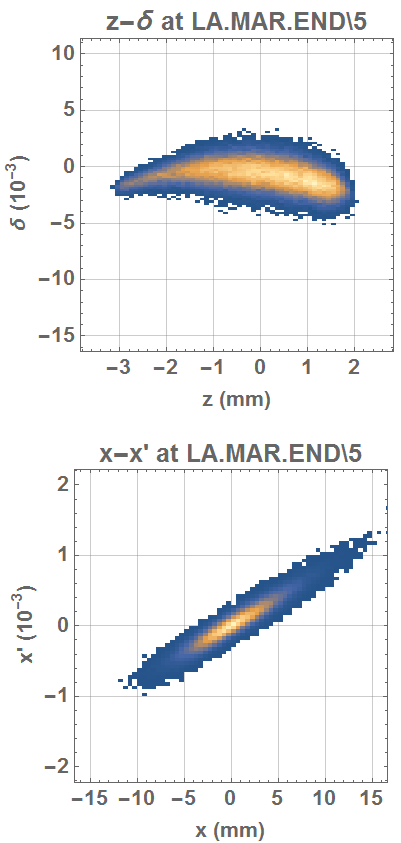 z−δ at LA.MAR.END\5
10
5
0
−5
−10
−15
δ (10⁻³)
−3 −2 −1 0 1 2
z (mm)
x−x' at LA.MAR.END\5
2
1
0
−1
−2
x' (10⁻³)
−15 −10 −5 0 5 10 15
x (mm)